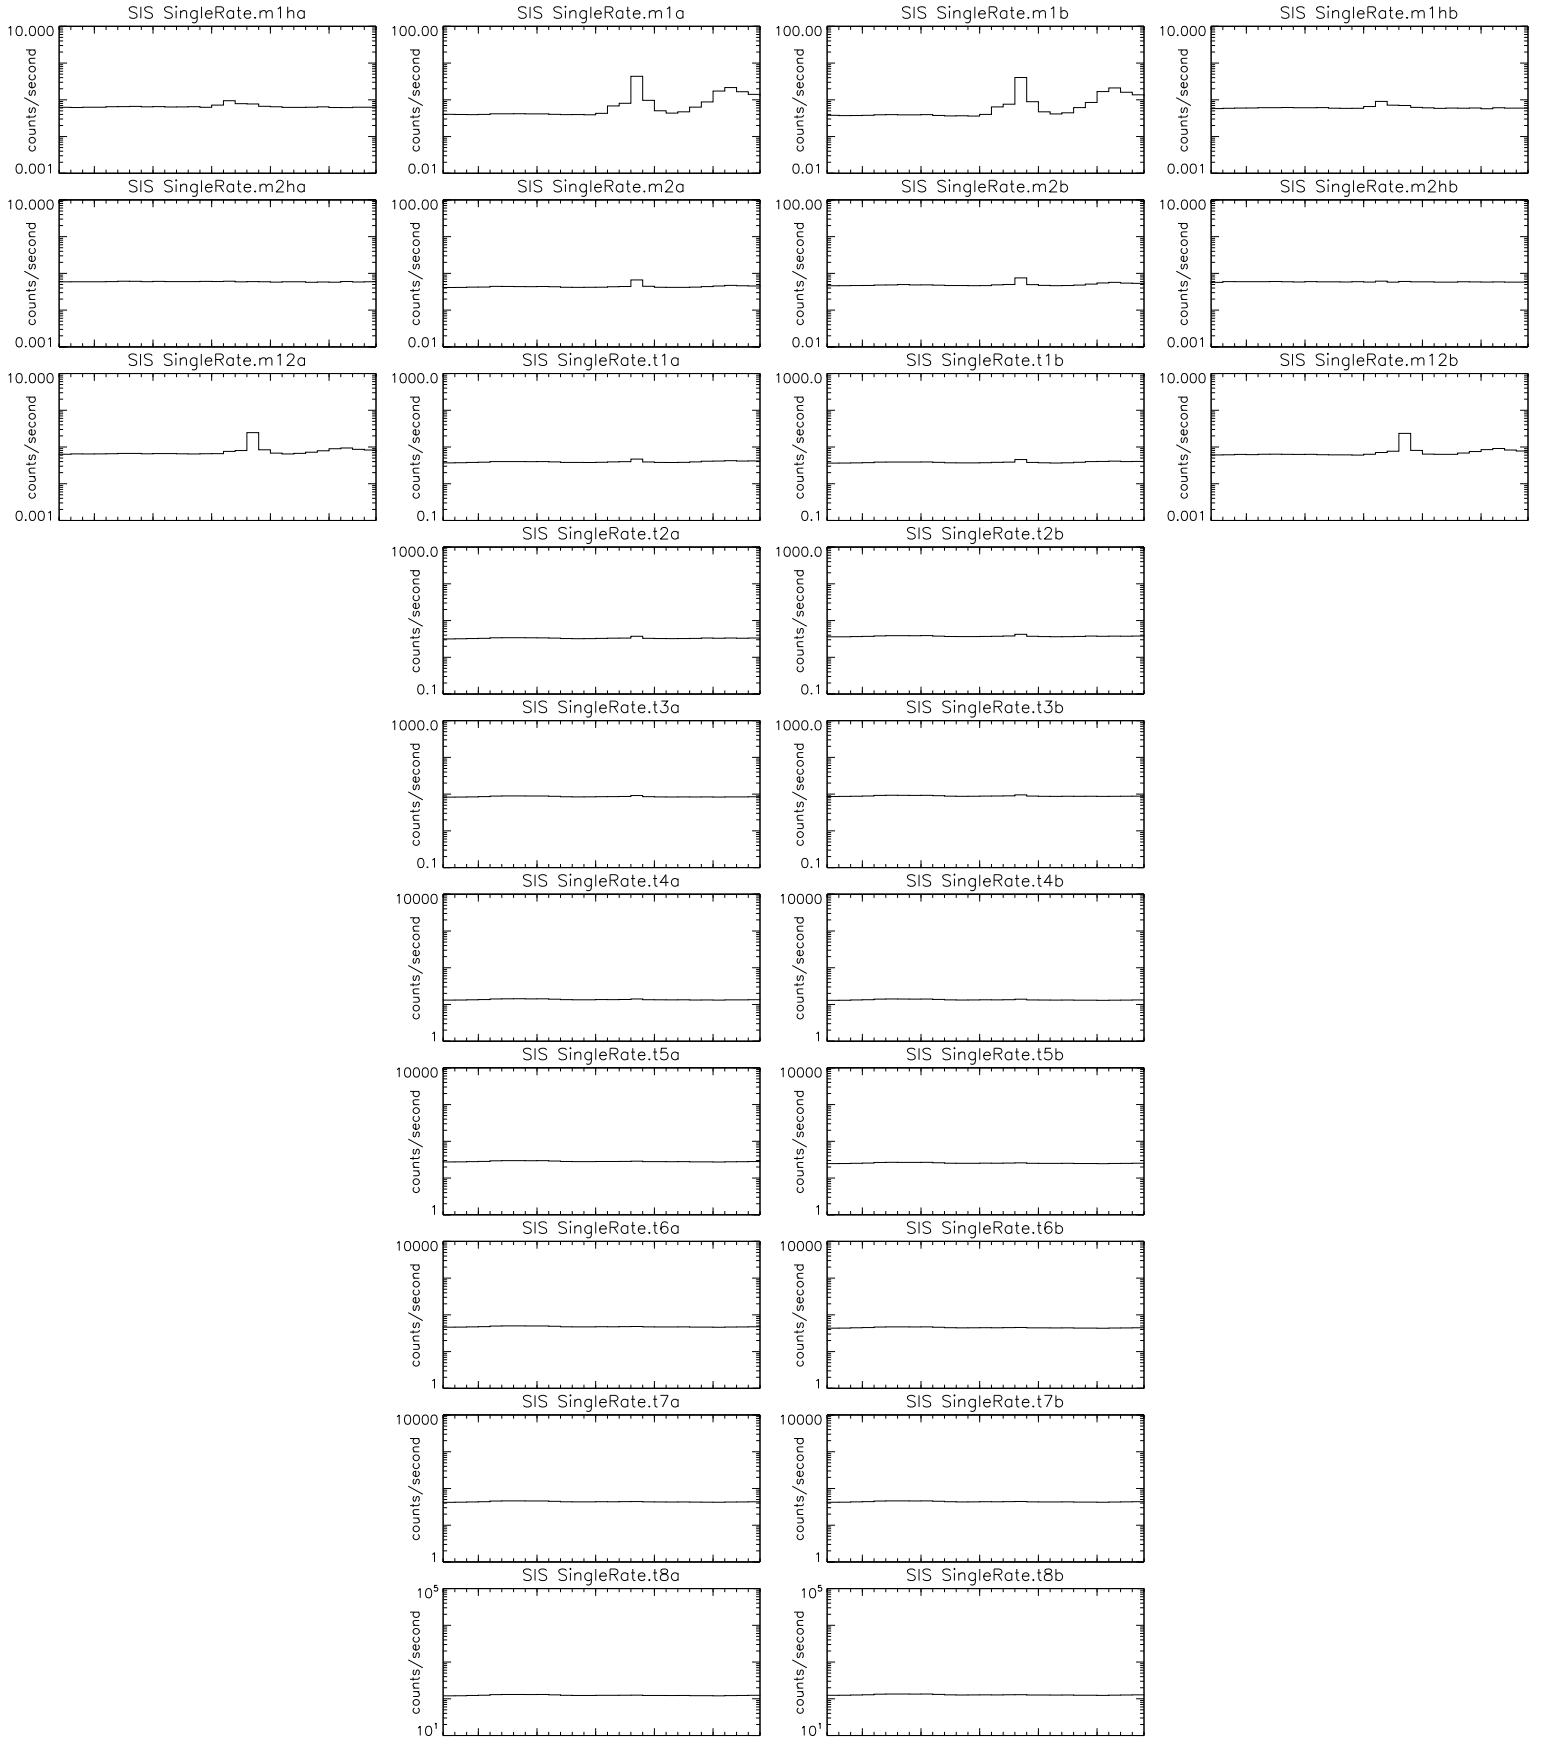 SIS SingleRate.m1ha
10.000
counts/second
0.001
SIS SingleRate.m1a
100.00
counts/second
0.01
SIS SingleRate.m1b
100.00
counts/second
0.01
SIS SingleRate.m1hb
10.000
counts/second
0.001
SIS SingleRate.m2ha
10.000
counts/second
0.001
SIS SingleRate.m2a
100.00
counts/second
0.01
SIS SingleRate.m2b
100.00
counts/second
0.01
SIS SingleRate.m2hb
10.000
counts/second
0.001
SIS SingleRate.m12a
10.000
counts/second
0.001
SIS SingleRate.t1a
1000.0
counts/second
0.1
SIS SingleRate.t1b
1000.0
counts/second
0.1
SIS SingleRate.m12b
10.000
counts/second
0.001
SIS SingleRate.t2a
1000.0
counts/second
0.1
SIS SingleRate.t2b
1000.0
counts/second
0.1
SIS SingleRate.t3a
1000.0
counts/second
0.1
SIS SingleRate.t3b
1000.0
counts/second
0.1
SIS SingleRate.t4a
10000
counts/second
1
SIS SingleRate.t4b
10000
counts/second
1
SIS SingleRate.t5a
10000
counts/second
1
SIS SingleRate.t5b
10000
counts/second
1
SIS SingleRate.t6a
10000
counts/second
1
SIS SingleRate.t6b
10000
counts/second
1
SIS SingleRate.t7a
10000
counts/second
1
SIS SingleRate.t7b
10000
counts/second
1
SIS SingleRate.t8a
10⁵
counts/second
10¹
SIS SingleRate.t8b
10⁵
counts/second
10¹